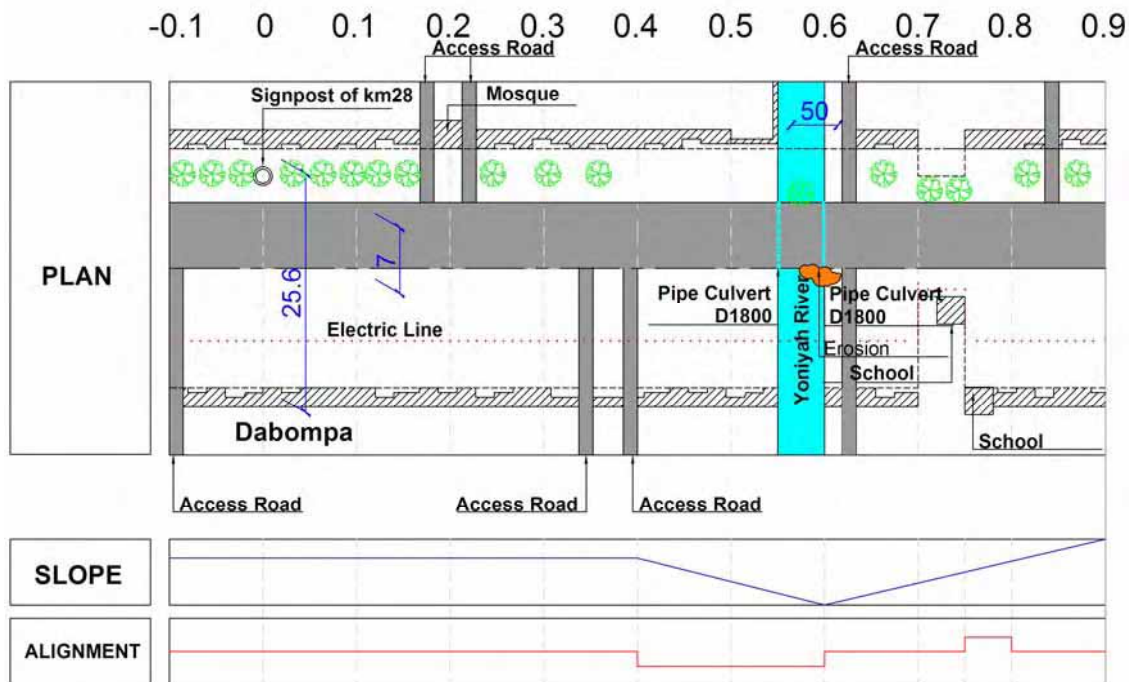 -0.1 0 0.1 0.2 0.3 0.4 0.5 0.6 0.7 0.8 0.9
Access Road
Access Road
Signpost of km28
Mosque
50
PLAN
25.6
7
Pipe Culvert
D1800
Yoniyah River
Pipe Culvert
D1800
Electric Line
Erosion
School
Dabompa
School
Access Road
Access Road
Access Road
SLOPE
ALIGNMENT